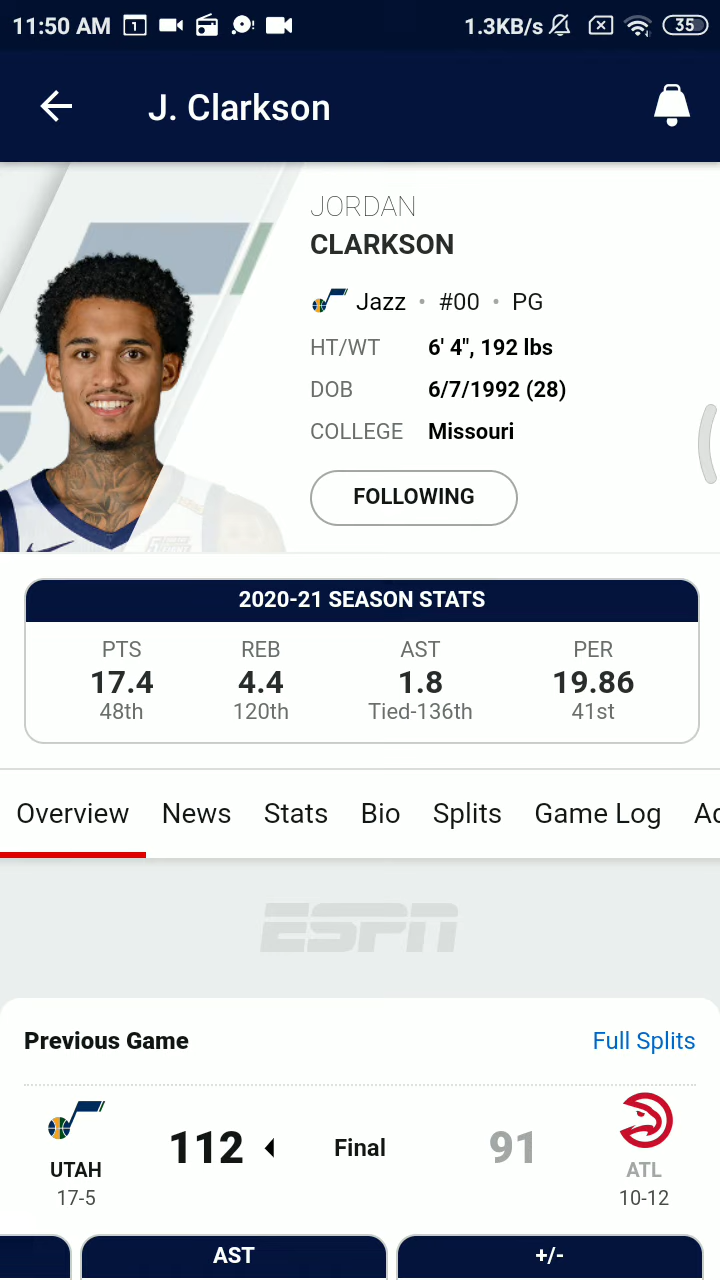 11:50 AM 1 1.3KB/s 35
J. Clarkson
JORDAN
CLARKSON
Jazz • #00 • PG
HT/WT 6' 4", 192 lbs
DOB 6/7/1992 (28)
COLLEGE Missouri
FOLLOWING
2020-21 SEASON STATS
PTS REB AST PER
17.4 4.4 1.8 19.86
48th 120th Tied-136th 41st
Overview News Stats Bio Splits Game Log Ac
ESPN
Previous Game Full Splits
112 Final 91
UTAH ATL
17-5 10-12
AST +/-